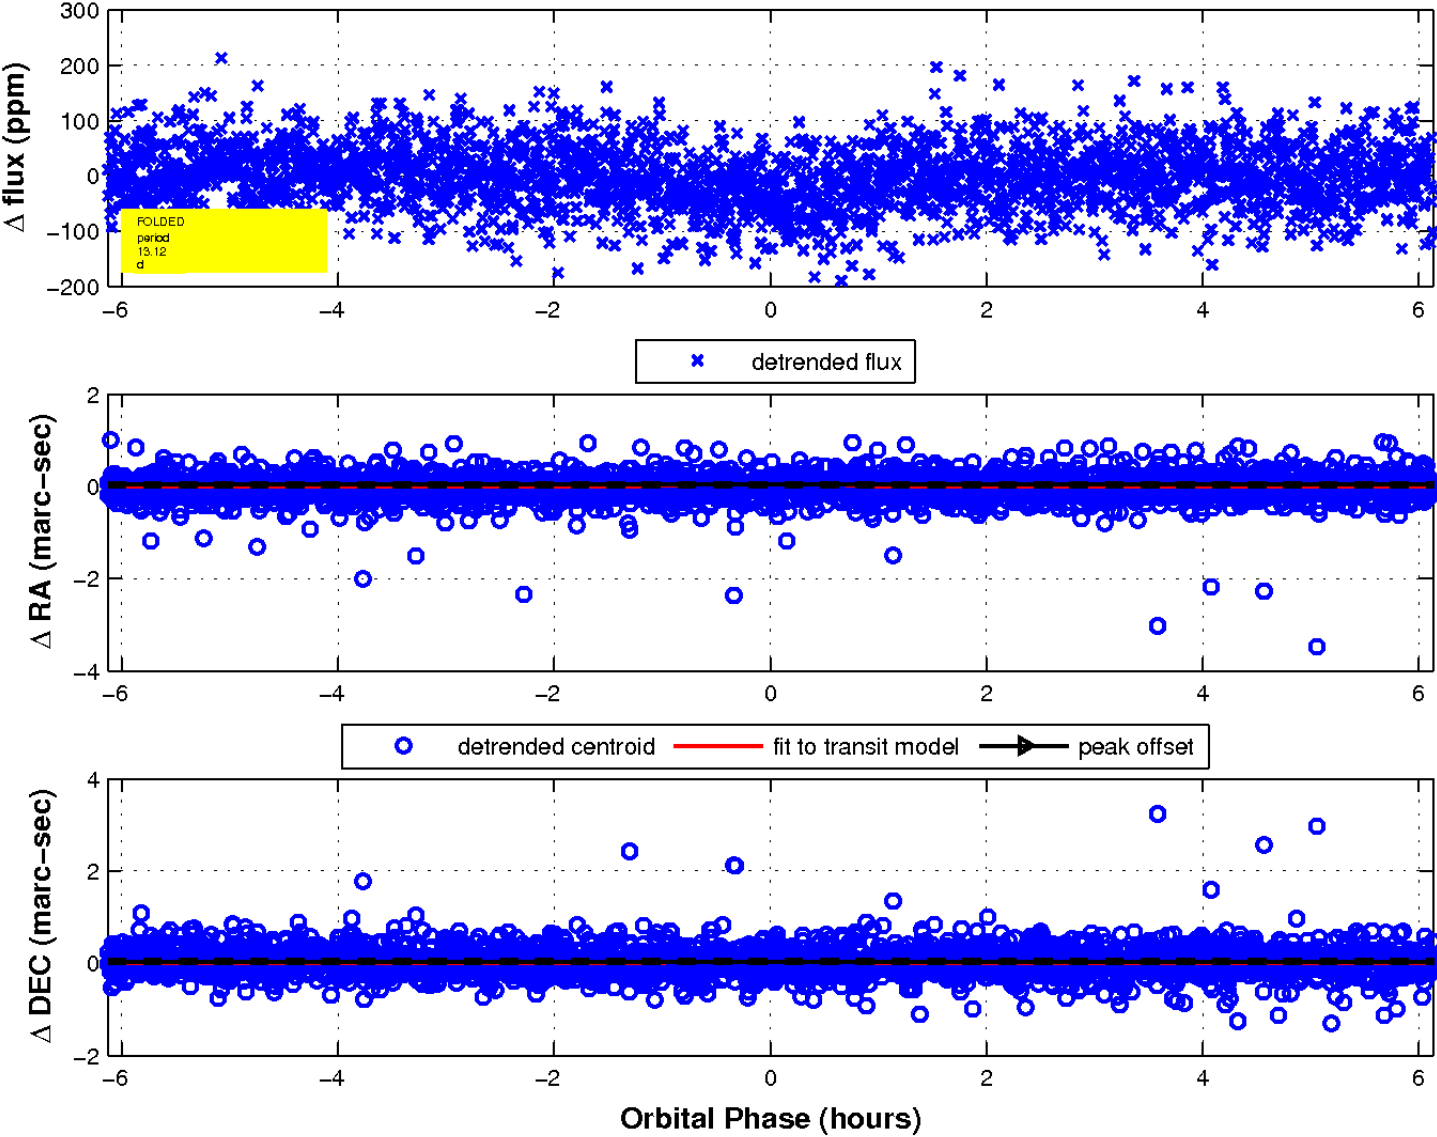 300
200
100
0
−100
−200
Δ flux (ppm)
FOLDED
period
13.12
d
−6 −4 −2 0 2 4 6
detrended flux
2
0
−2
−4
Δ RA (marc−sec)
−6 −4 −2 0 2 4 6
detrended centroid fit to transit model peak offset
4
2
0
−2
Δ DEC (marc−sec)
−6 −4 −2 0 2 4 6
Orbital Phase (hours)